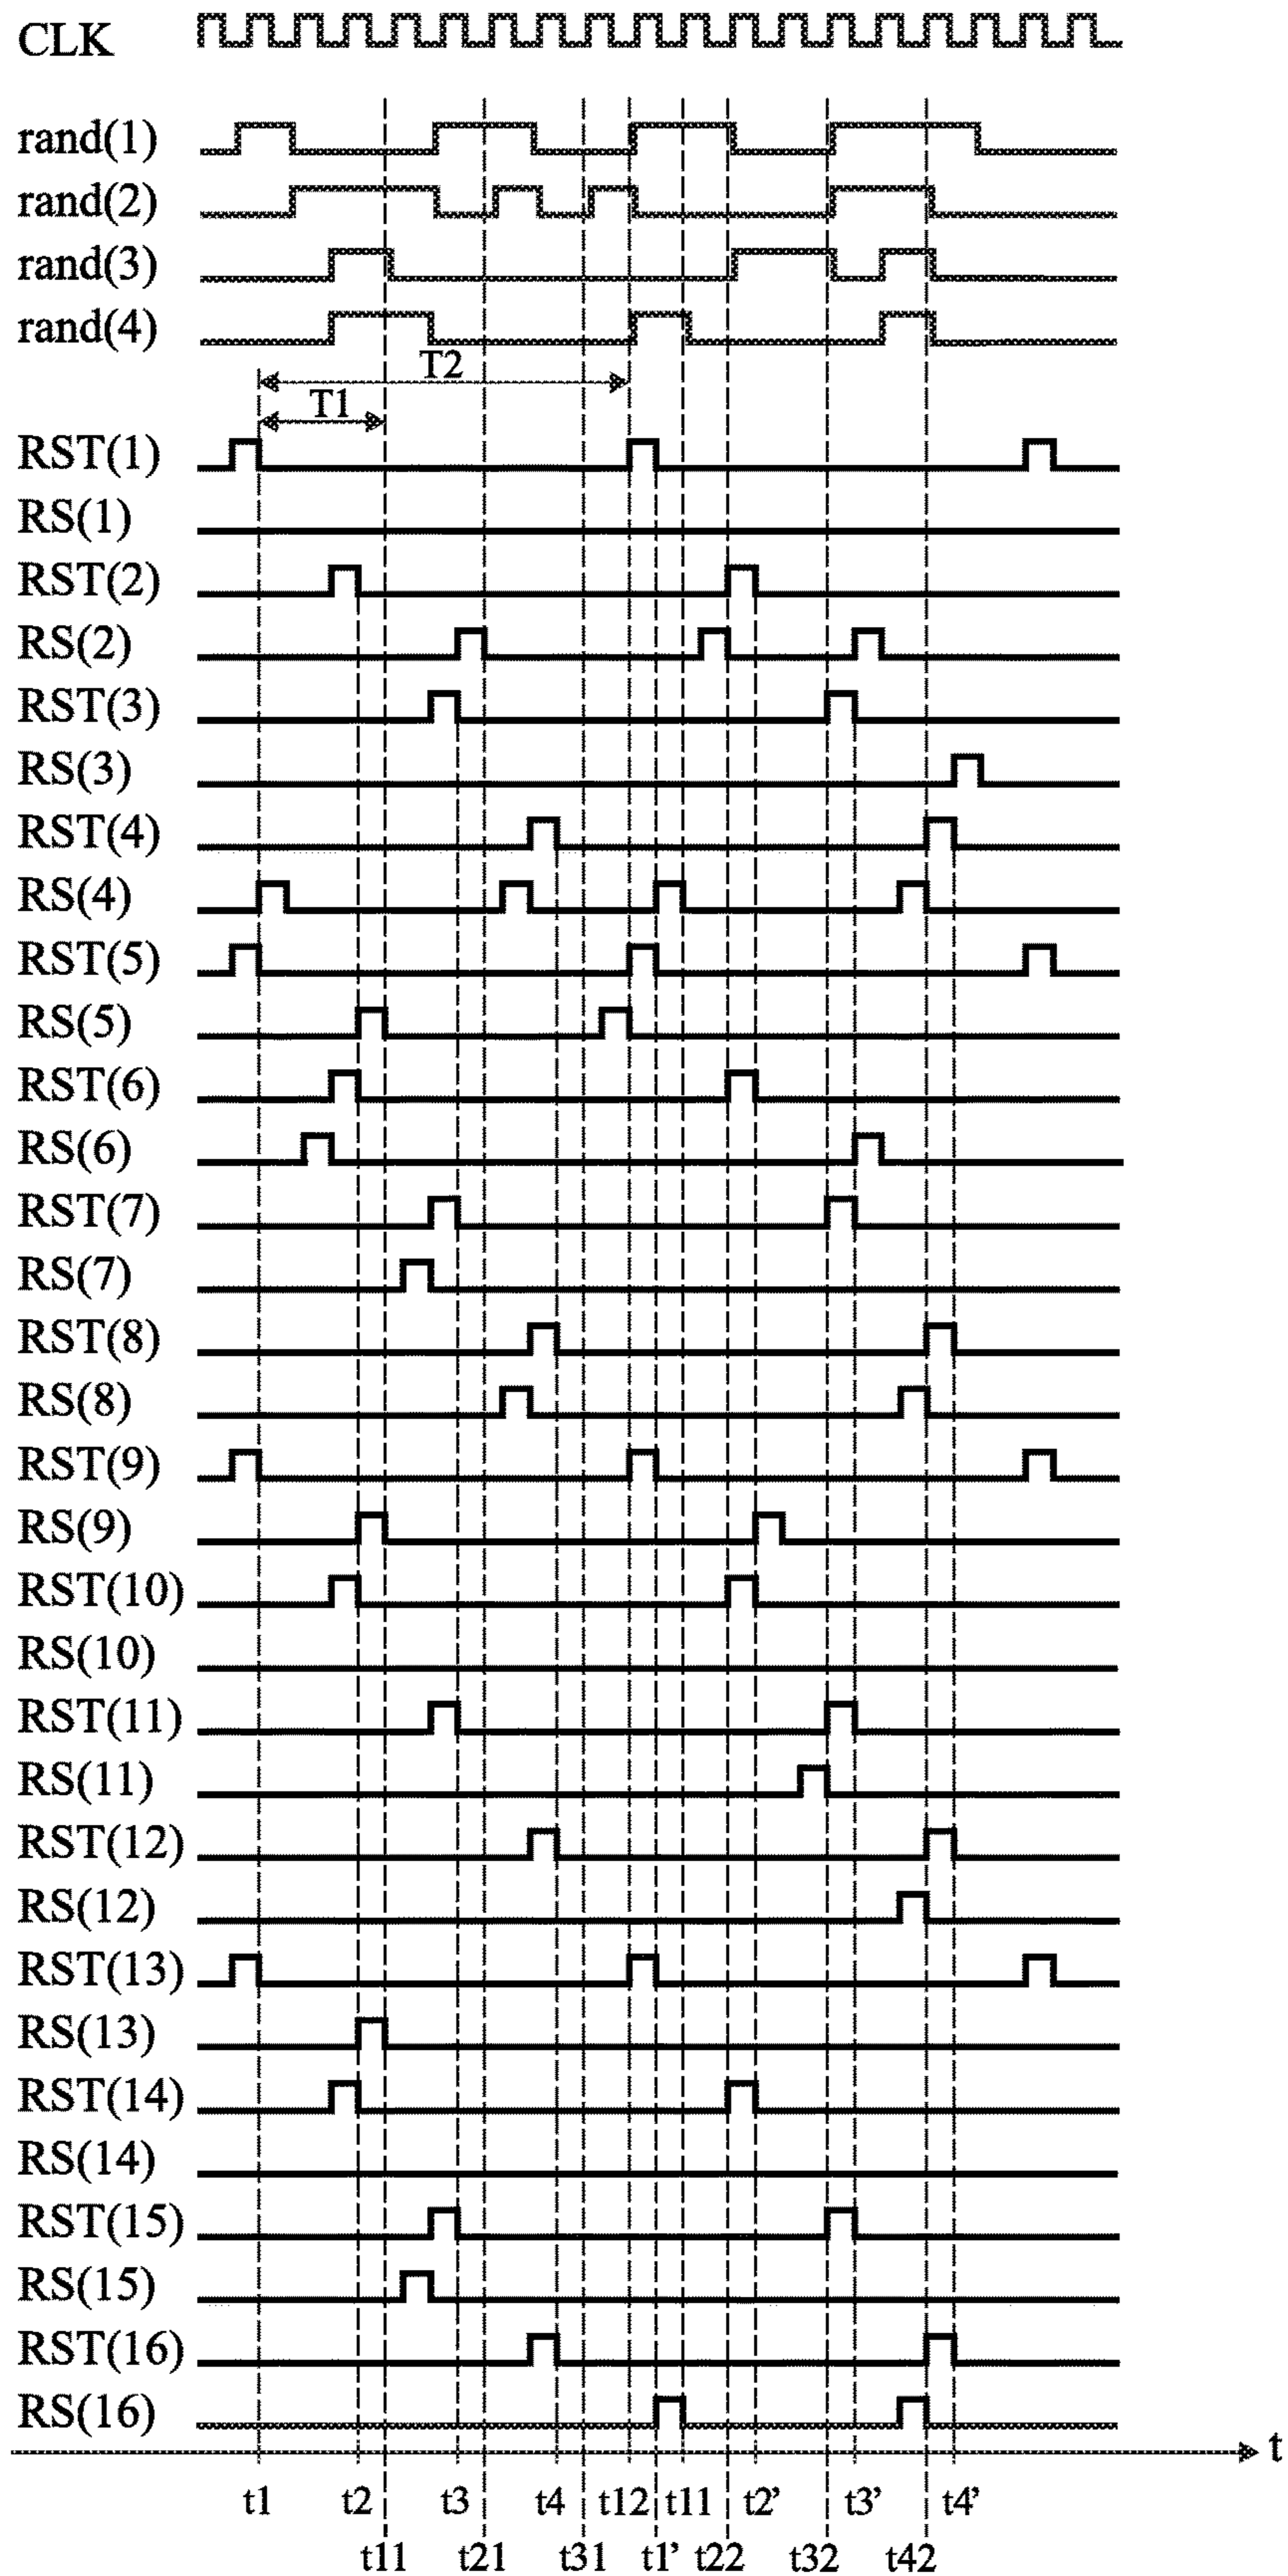 CLK
rand(1)
rand(2)
rand(3)
rand(4)
T2
T1
RST(1)
RS(1)
RST(2)
RS(2)
RST(3)
RS(3)
RST(4)
RS(4)
RST(5)
RS(5)
RST(6)
RS(6)
RST(7)
RS(7)
RST(8)
RS(8)
RST(9)
RS(9)
RST(10)
RS(10)
RST(11)
RS(11)
RST(12)
RS(12)
RST(13)
RS(13)
RST(14)
RS(14)
RST(15)
RS(15)
RST(16)
RS(16)
t
t1 t2 t3 t4 t12 t11 t2’ t3’ t4’
t11 t21 t31 t1’ t22 t32 t42